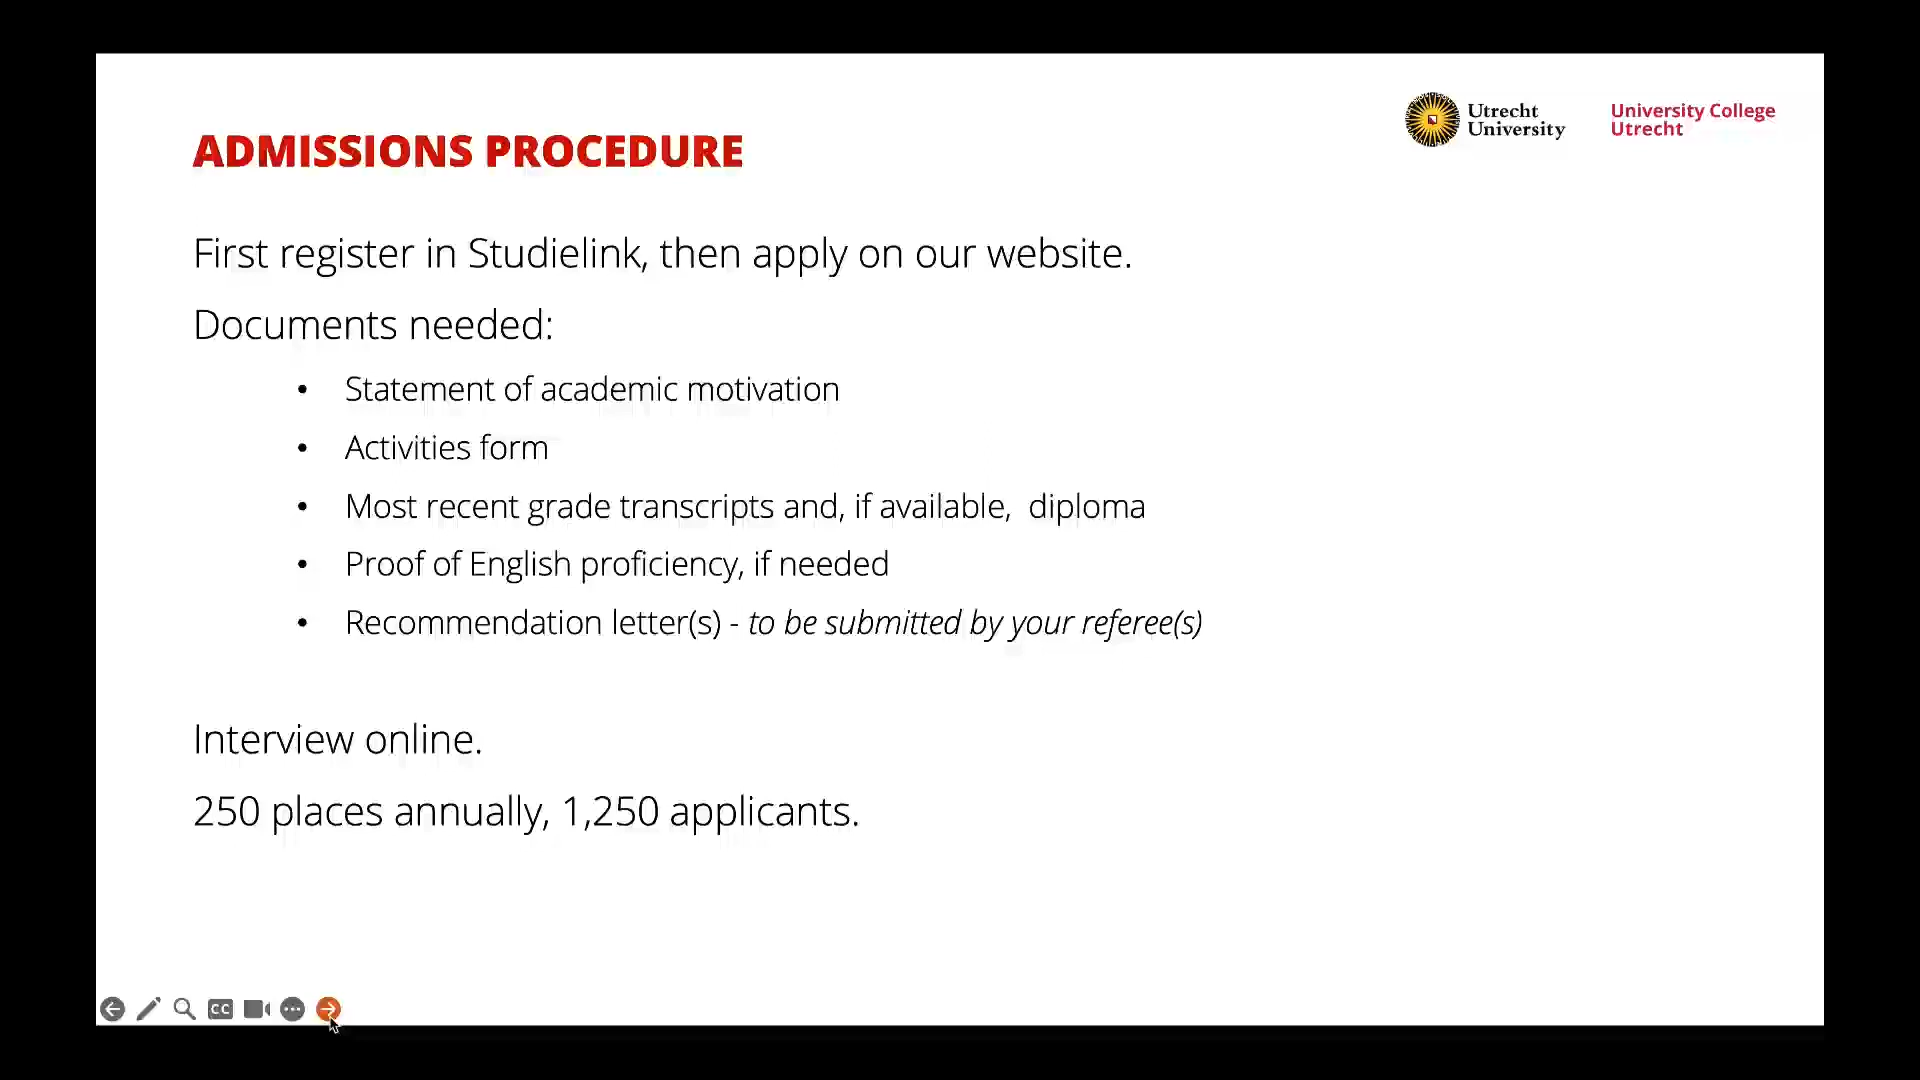 Utrecht
University
University College
Utrecht
ADMISSIONS PROCEDURE
First register in Studielink, then apply on our website.
Documents needed:
• Statement of academic motivation
• Activities form
• Most recent grade transcripts and, if available, diploma
• Proof of English proficiency, if needed
• Recommendation letter(s) - to be submitted by your referee(s)
Interview online.
250 places annually, 1,250 applicants.
CC